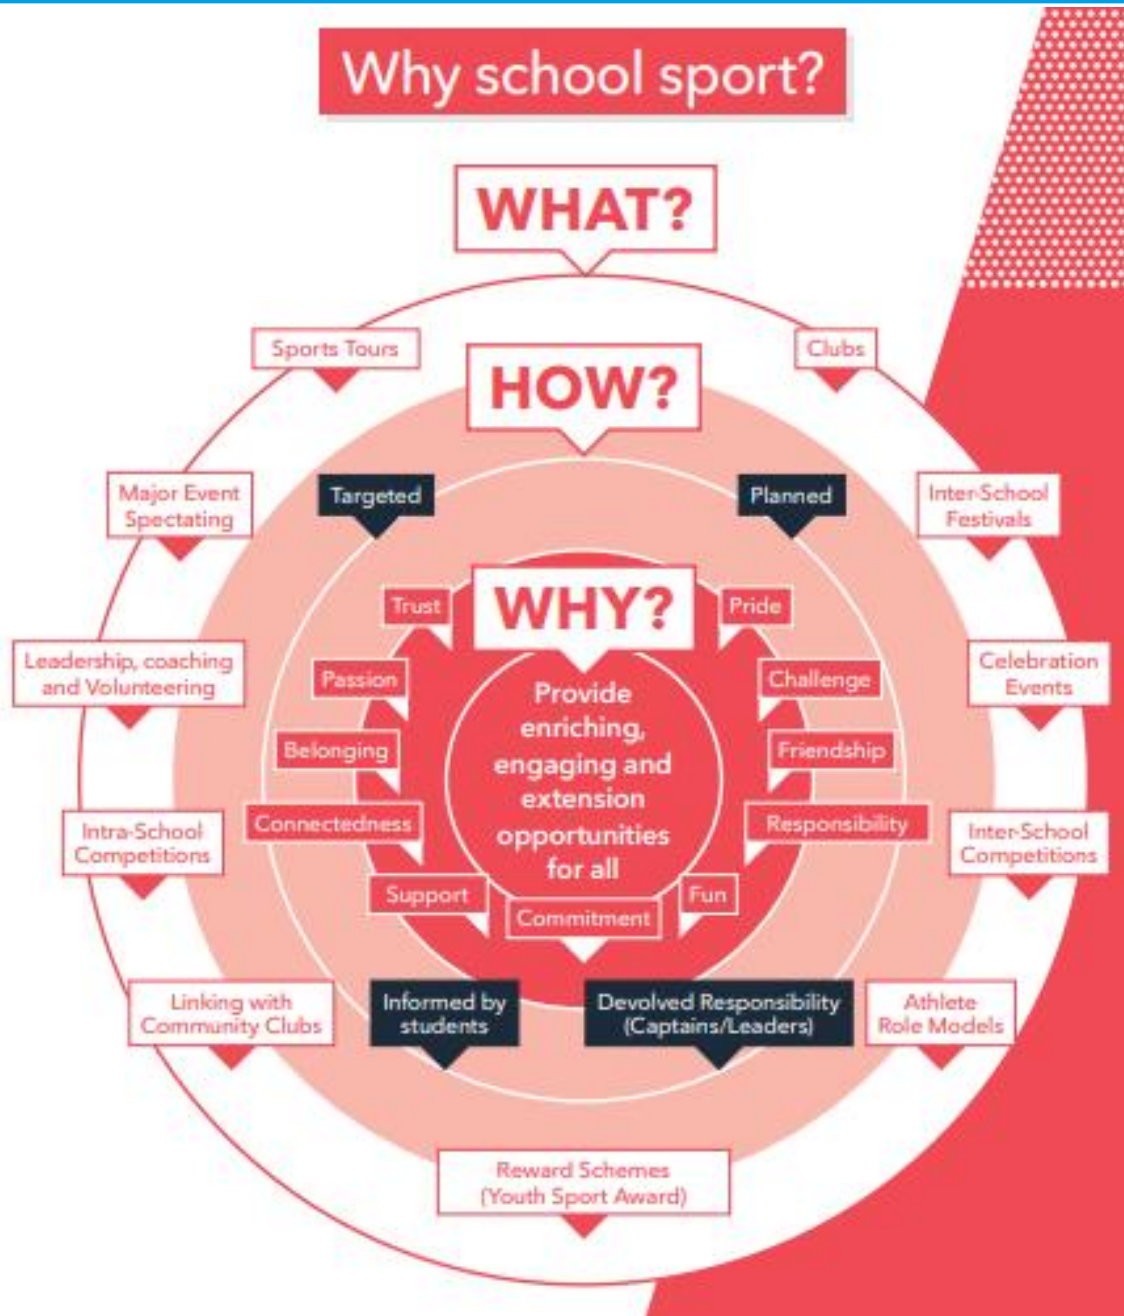 Why school sport?
WHAT?
Sports Tours
Clubs
HOW?
Major Event
Spectating
Targeted
Planned
Inter-School
Festivals
WHY?
Trust
Pride
Leadership, coaching
and Volunteering
Passion
Challenge
Celebration
Events
Provide
enriching,
engaging and
extension
opportunities
for all
Belonging
Friendship
Connectedness
Responsibility
Intra-School
Competitions
Inter-School
Competitions
Support
Fun
Commitment
Linking with
Community Clubs
Informed by
students
Devolved Responsibility
(Captains/Leaders)
Athlete
Role Models
Reward Schemes
(Youth Sport Award)